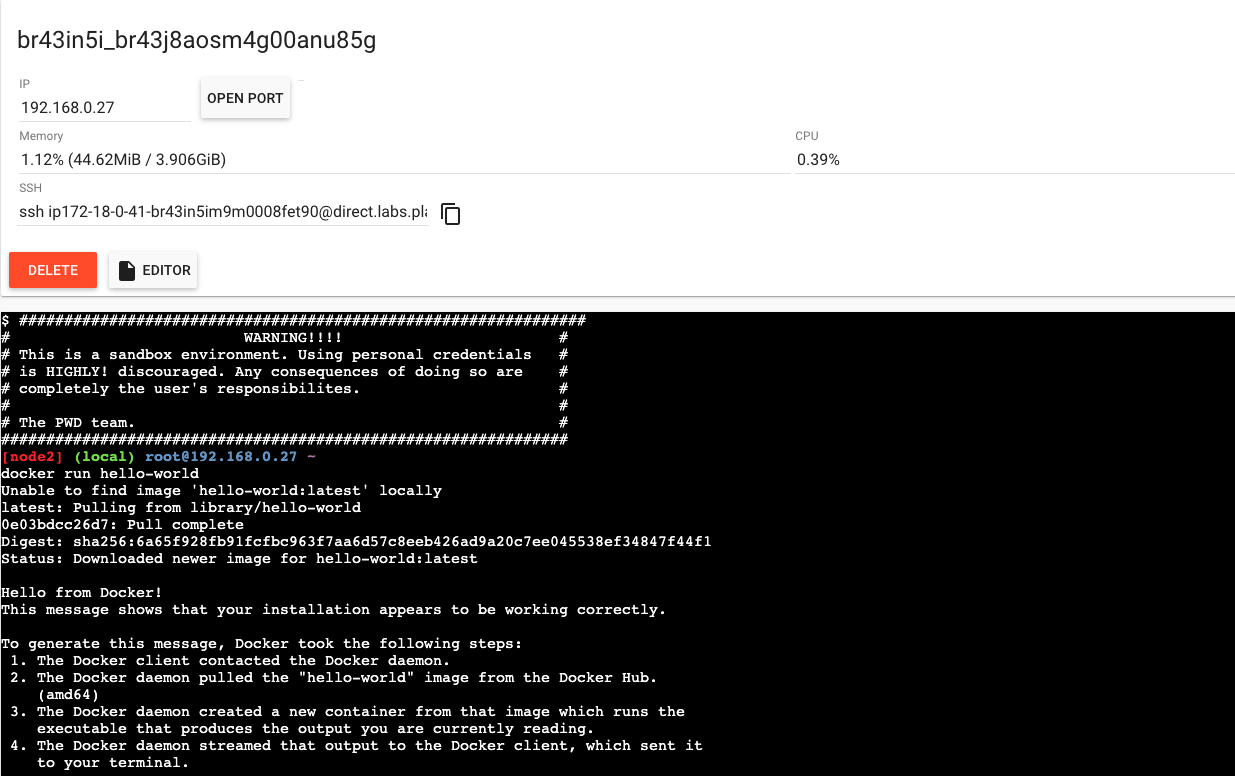 br43in5i_br43j8aosm4g00anu85g
IP
192.168.0.27
OPEN PORT
Memory
1.12% (44.62MiB / 3.906GiB)
CPU
0.39%
SSH
ssh ip172-18-0-41-br43in5im9m0008fet90@direct.labs.pl
DELETE
EDITOR
$ ###############################################################
#                          WARNING!!!!                        #
# This is a sandbox environment. Using personal credentials   #
# is HIGHLY! discouraged. Any consequences of doing so are    #
# completely the user's responsibilites.                      #
#                                                             #
# The PWD team.                                               #
###############################################################
[node2] (local) root@192.168.0.27 ~
docker run hello-world
Unable to find image 'hello-world:latest' locally
latest: Pulling from library/hello-world
0e03bdcc26d7: Pull complete
Digest: sha256:6a65f928fb91fcfbc963f7aa6d57c8eeb426ad9a20c7ee045538ef34847f44f1
Status: Downloaded newer image for hello-world:latest
Hello from Docker!
This message shows that your installation appears to be working correctly.
To generate this message, Docker took the following steps:
1. The Docker client contacted the Docker daemon.
2. The Docker daemon pulled the "hello-world" image from the Docker Hub.
(amd64)
3. The Docker daemon created a new container from that image which runs the
executable that produces the output you are currently reading.
4. The Docker daemon streamed that output to the Docker client, which sent it
to your terminal.